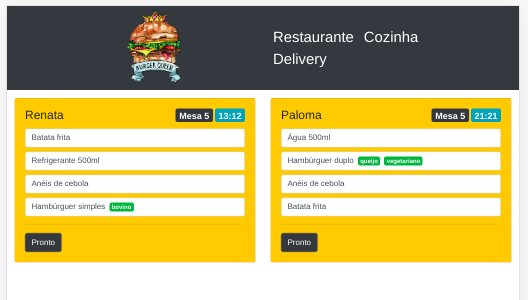 BURGER QUEEN
Restaurante Cozinha
Delivery
Renata Mesa 5 13:12
Batata frita
Refrigerante 500ml
Anéis de cebola
Hambúrguer simples bovino
Pronto
Paloma Mesa 5 21:21
Água 500ml
Hambúrguer duplo queijo vegetariano
Anéis de cebola
Batata frita
Pronto